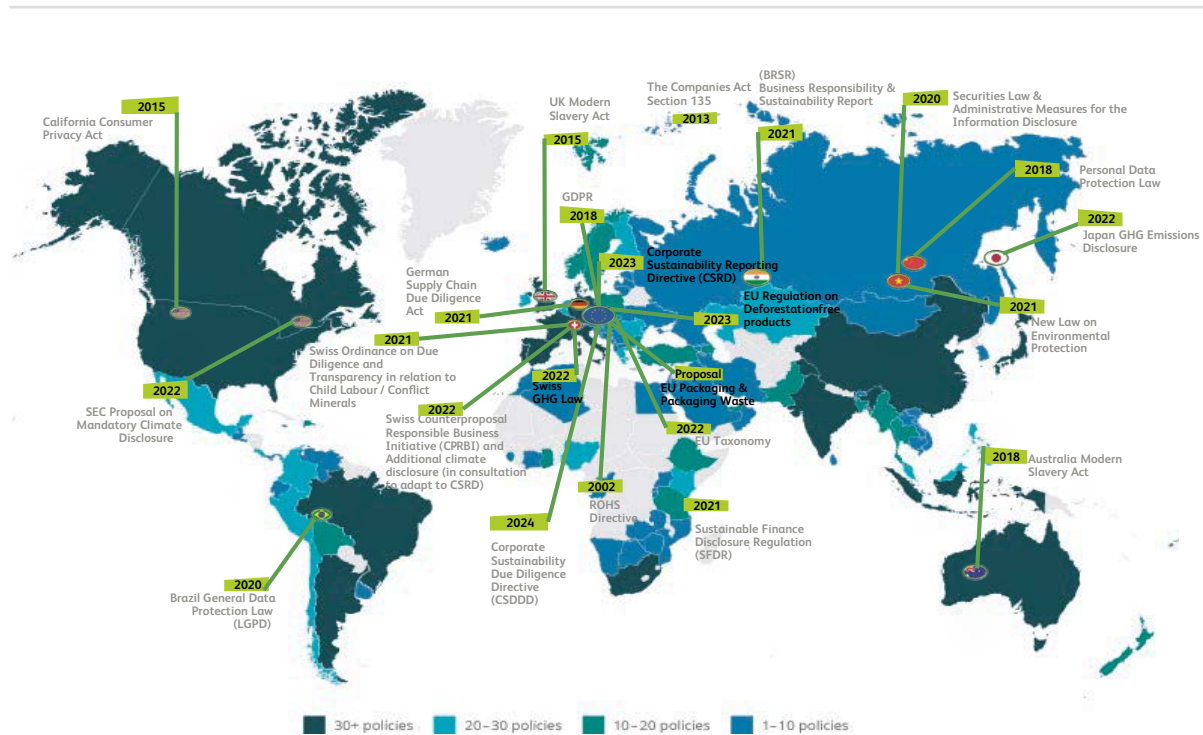 2015
California Consumer
Privacy Act
UK Modern
Slavery Act
2015
The Companies Act
Section 135
2013
(BRSR)
Business Responsibility &
Sustainability Report
2021
2020
Securities Law &
Administrative Measures for the
Information Disclosure
2018
Personal Data
Protection Law
2022
Japan GHG Emissions
Disclosure
GDPR
2018
2023
Corporate
Sustainability Reporting
Directive (CSRD)
German
Supply Chain
Due Diligence
Act
2021
EU Regulation on
Deforestationfree
products
2023
2021
New Law on
Environmental
Protection
2021
Swiss Ordinance on Due
Diligence and
Transparency in relation to
Child Labour / Conflict
Minerals
2022
SEC Proposal on
Mandatory Climate
Disclosure
2022
Swiss
GHG Law
Proposal
EU Packaging &
Packaging Waste
2022
Swiss Counterproposal
Responsible Business
Initiative (CPRBI) and
Additional climate
disclosure (in consultation
to adapt to CSRD)
2022
EU Taxonomy
2018
Australia Modern
Slavery Act
2002
ROHS
Directive
2021
Sustainable Finance
Disclosure Regulation
(SFDR)
2024
Corporate
Sustainability
Due Diligence
Directive
(CSDDD)
2020
Brazil General Data
Protection Law
(LGPD)
30+ policies
20–30 policies
10–20 policies
1–10 policies